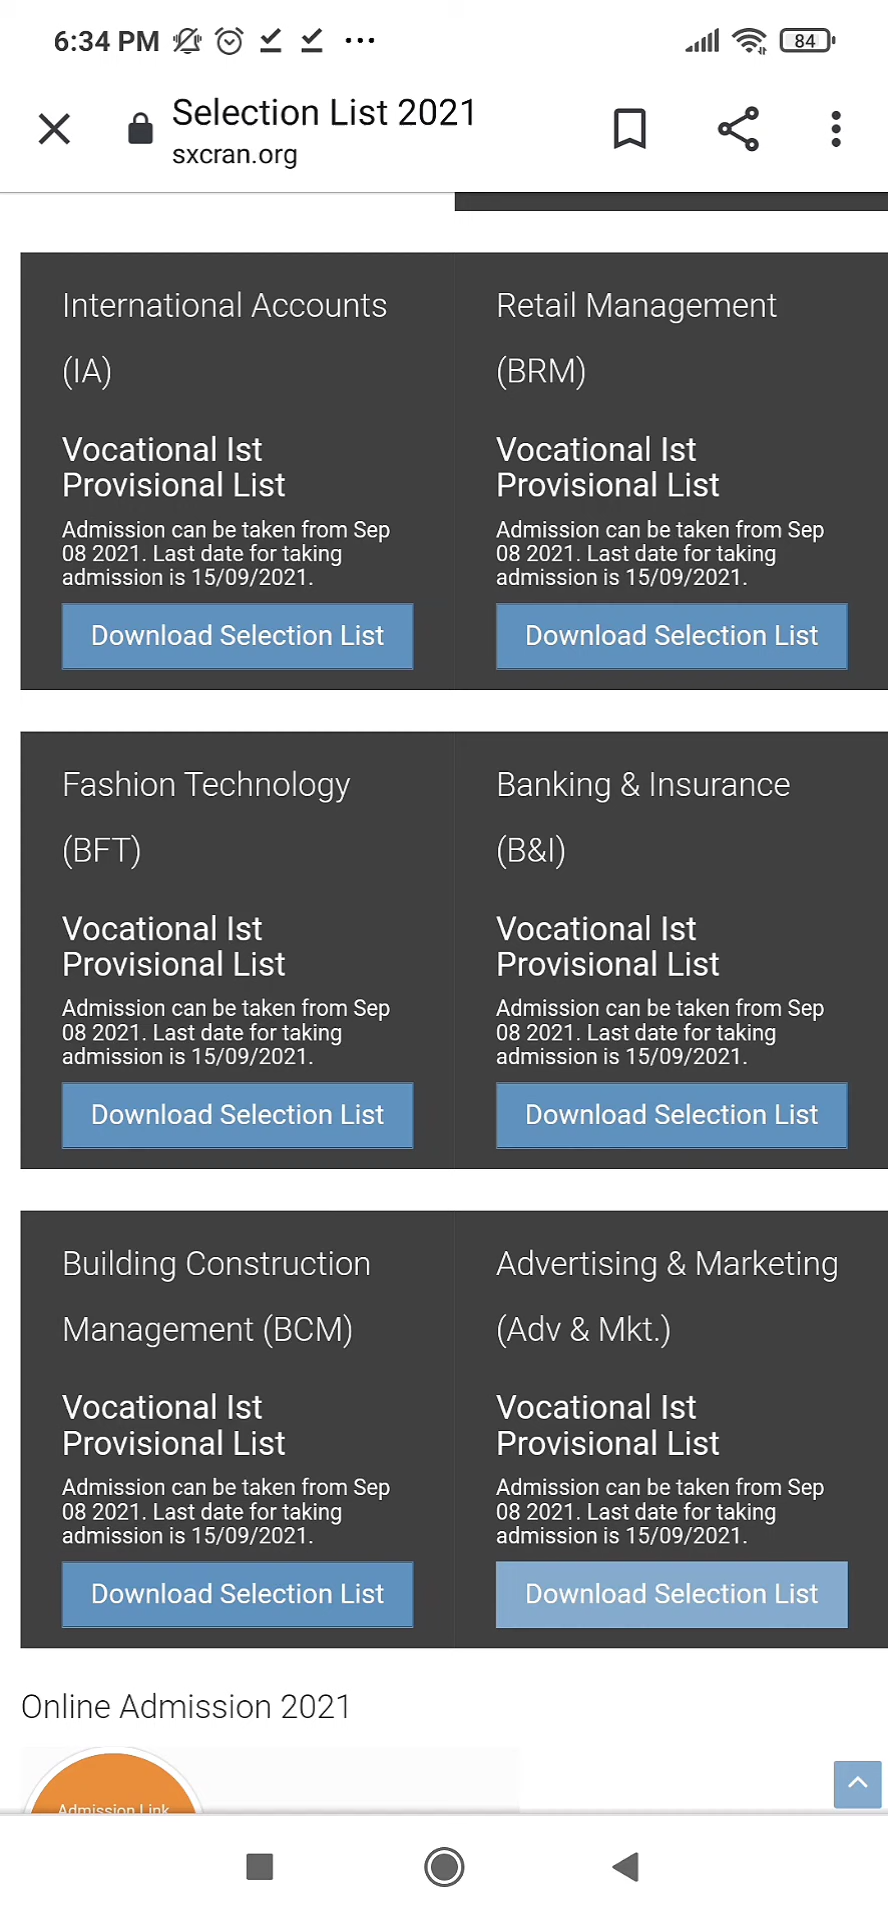 6:34 PM
84
Selection List 2021
sxcran.org
International Accounts
(IA)
Vocational Ist
Provisional List
Admission can be taken from Sep
08 2021. Last date for taking
admission is 15/09/2021.
Download Selection List
Retail Management
(BRM)
Vocational Ist
Provisional List
Admission can be taken from Sep
08 2021. Last date for taking
admission is 15/09/2021.
Download Selection List
Fashion Technology
(BFT)
Vocational Ist
Provisional List
Admission can be taken from Sep
08 2021. Last date for taking
admission is 15/09/2021.
Download Selection List
Banking & Insurance
(B&I)
Vocational Ist
Provisional List
Admission can be taken from Sep
08 2021. Last date for taking
admission is 15/09/2021.
Download Selection List
Building Construction
Management (BCM)
Vocational Ist
Provisional List
Admission can be taken from Sep
08 2021. Last date for taking
admission is 15/09/2021.
Download Selection List
Advertising & Marketing
(Adv & Mkt.)
Vocational Ist
Provisional List
Admission can be taken from Sep
08 2021. Last date for taking
admission is 15/09/2021.
Download Selection List
Online Admission 2021
Admission Link